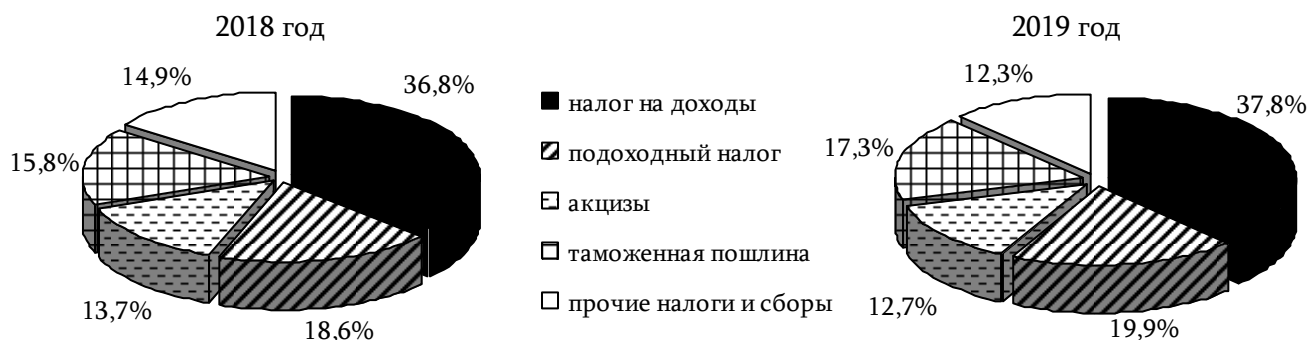 2018 год
14,9%
36,8%
15,8%
13,7%
18,6%
налог на доходы
подоходный налог
акцизы
таможенная пошлина
прочие налоги и сборы
2019 год
12,3%
37,8%
17,3%
12,7%
19,9%